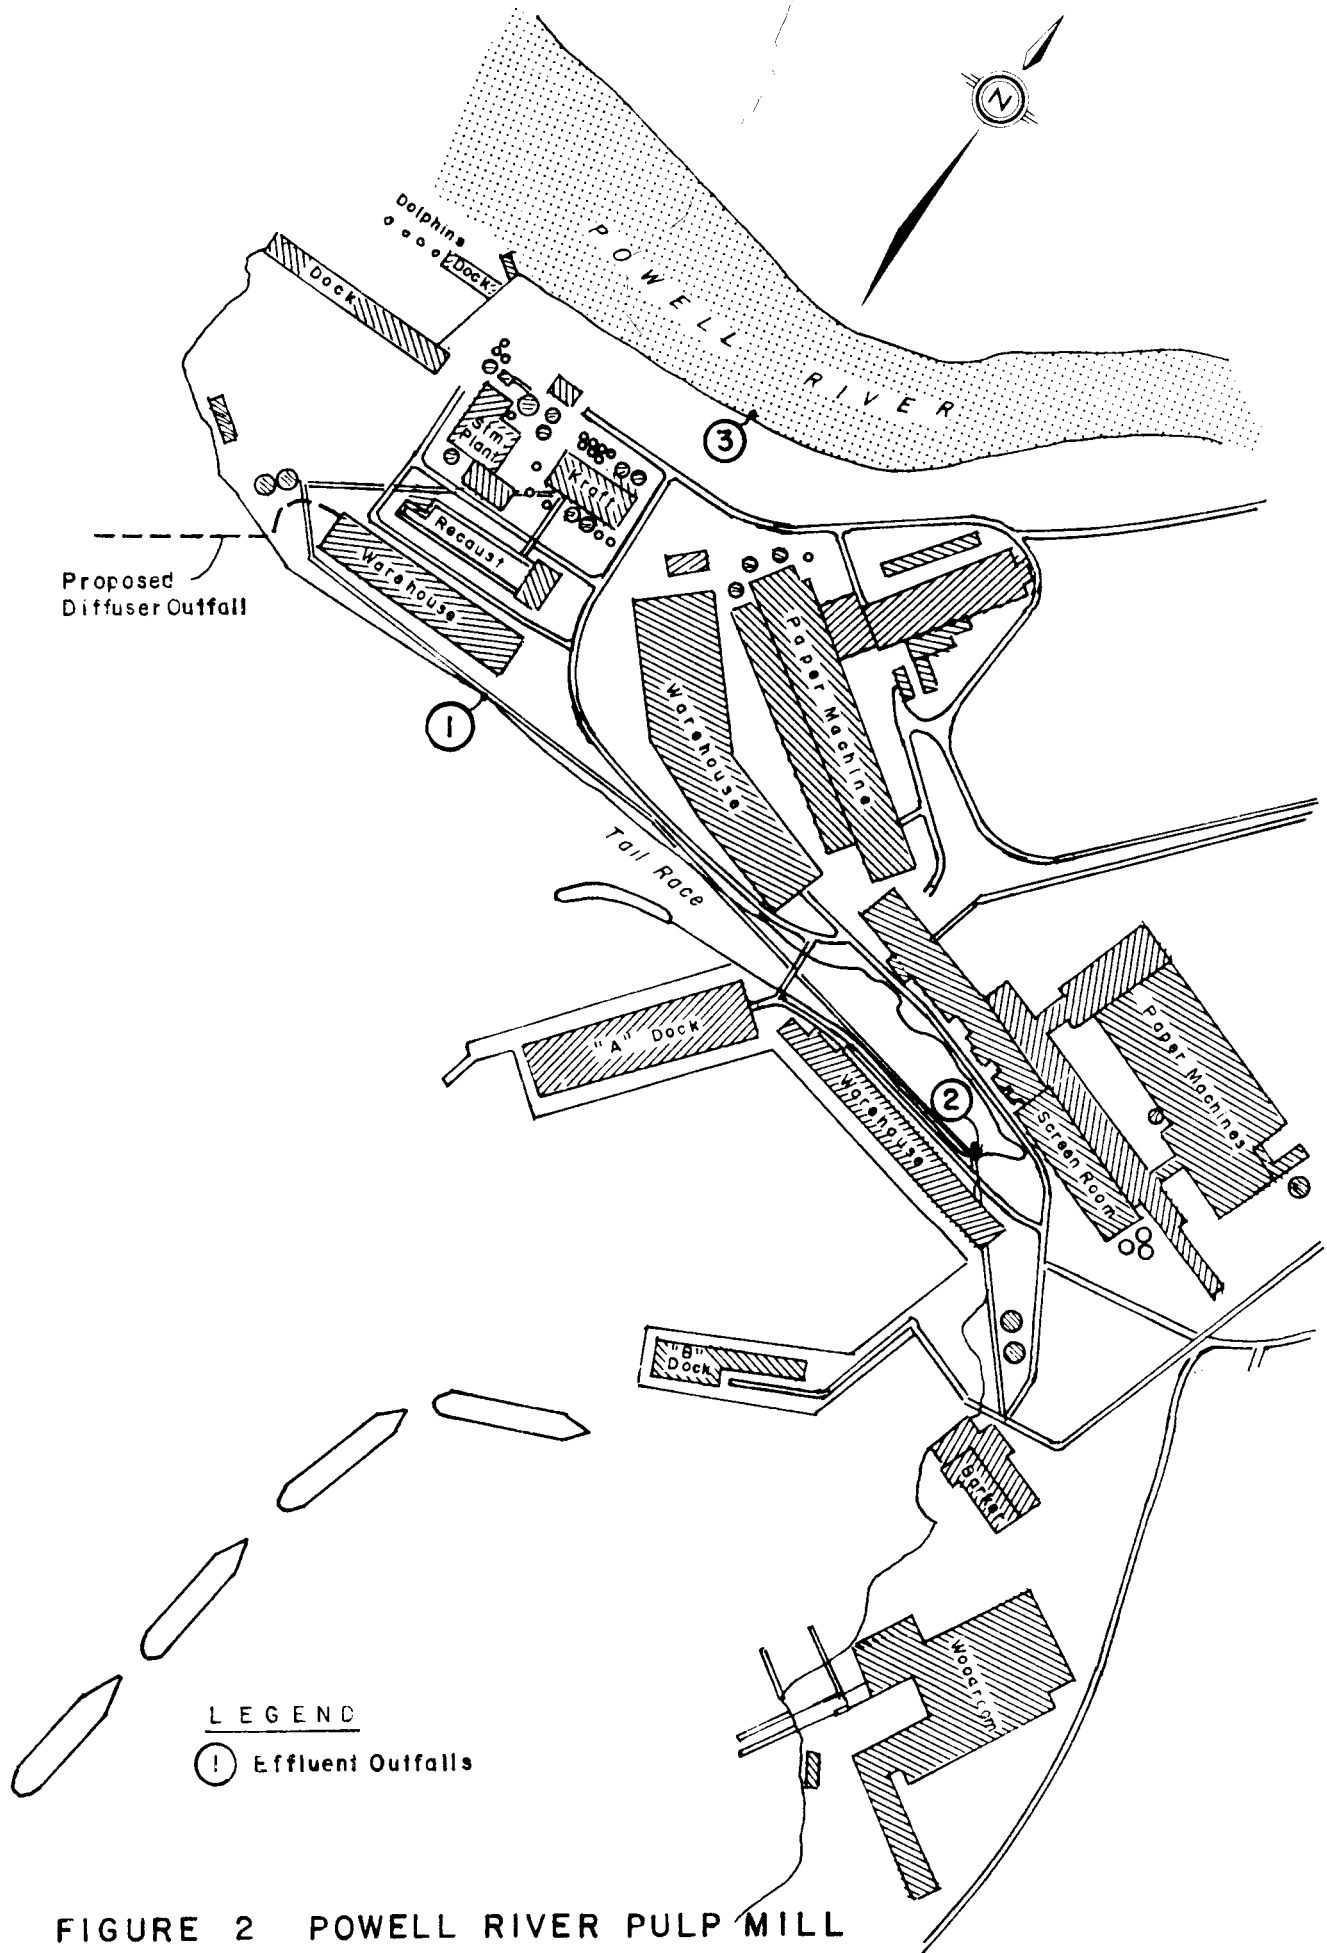 N
POWELL RIVER
Dolphins
Dock
Dock
3
Stm.
Plant
Kraft
Recaust
Warehouse
Proposed
Diffuser Outfall
1
Paper Machine
Warehouse
Tail Race
"A" Dock
Warehouse
2
Screen Room
Paper Machines
"B"
Dock
Barker
Woodroom
LEGEND
1 Effluent Outfalls
FIGURE 2 POWELL RIVER PULP MILL